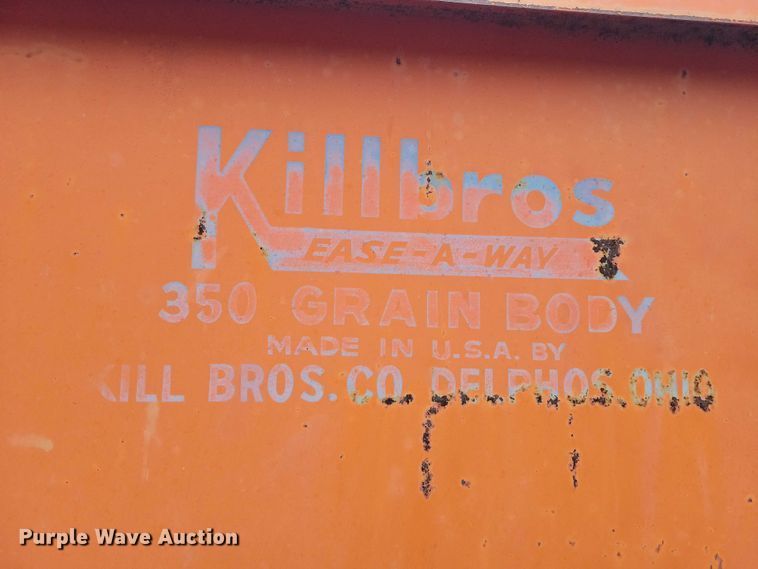 Killbros
EASE-A-WAY
350 GRAIN BODY
MADE IN U.S.A. BY
KILL BROS. CO. DELPHOS, OHIO
Purple Wave Auction